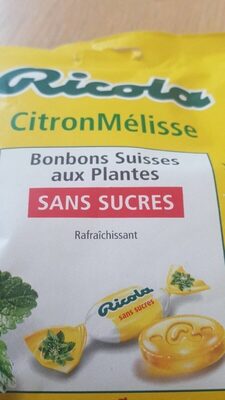 Ricola
CitronMélisse
Bonbons Suisses
aux Plantes
SANS SUCRES
Rafraîchissant
Ricola
sans sucres